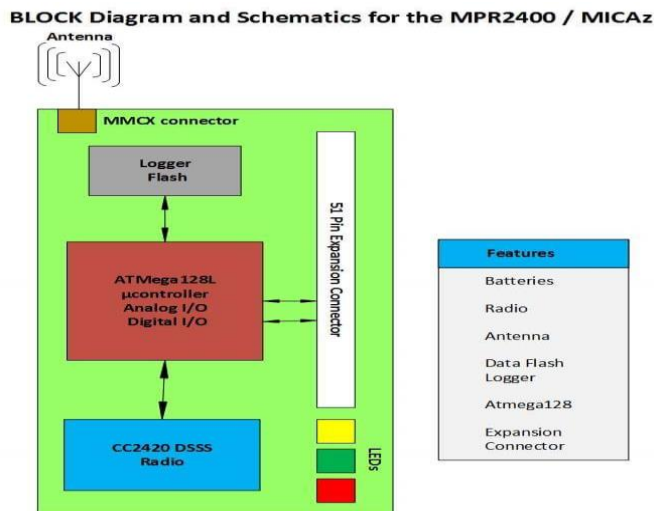 BLOCK Diagram and Schematics for the MPR2400 / MICAz
Antenna
MMCX connector
Logger
Flash
51 Pin Expansion Connector
ATMega128L
µcontroller
Analog I/O
Digital I/O
CC2420 DSSS
Radio
LEDs
Features
Batteries
Radio
Antenna
Data Flash
Logger
Atmega128
Expansion
Connector